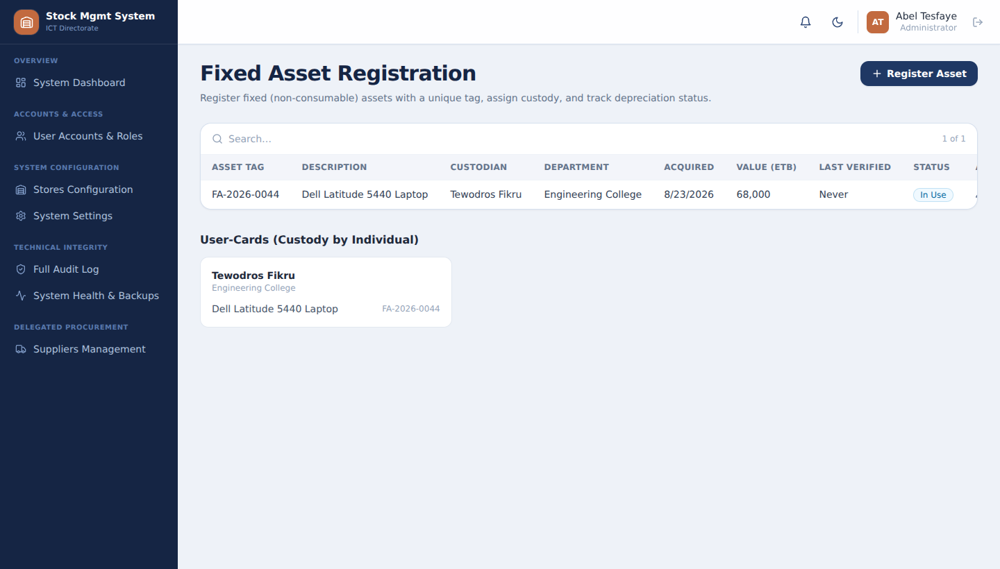 Stock Mgmt System
ICT Directorate
OVERVIEW
System Dashboard
ACCOUNTS & ACCESS
User Accounts & Roles
SYSTEM CONFIGURATION
Stores Configuration
System Settings
TECHNICAL INTEGRITY
Full Audit Log
System Health & Backups
DELEGATED PROCUREMENT
Suppliers Management
AT
Abel Tesfaye
Administrator
Fixed Asset Registration
Register Asset
Register fixed (non-consumable) assets with a unique tag, assign custody, and track depreciation status.
Search...
1 of 1
ASSET TAG DESCRIPTION CUSTODIAN DEPARTMENT ACQUIRED VALUE (ETB) LAST VERIFIED STATUS
FA-2026-0044 Dell Latitude 5440 Laptop Tewodros Fikru Engineering College 8/23/2026 68,000 Never In Use
User-Cards (Custody by Individual)
Tewodros Fikru
Engineering College
Dell Latitude 5440 Laptop FA-2026-0044